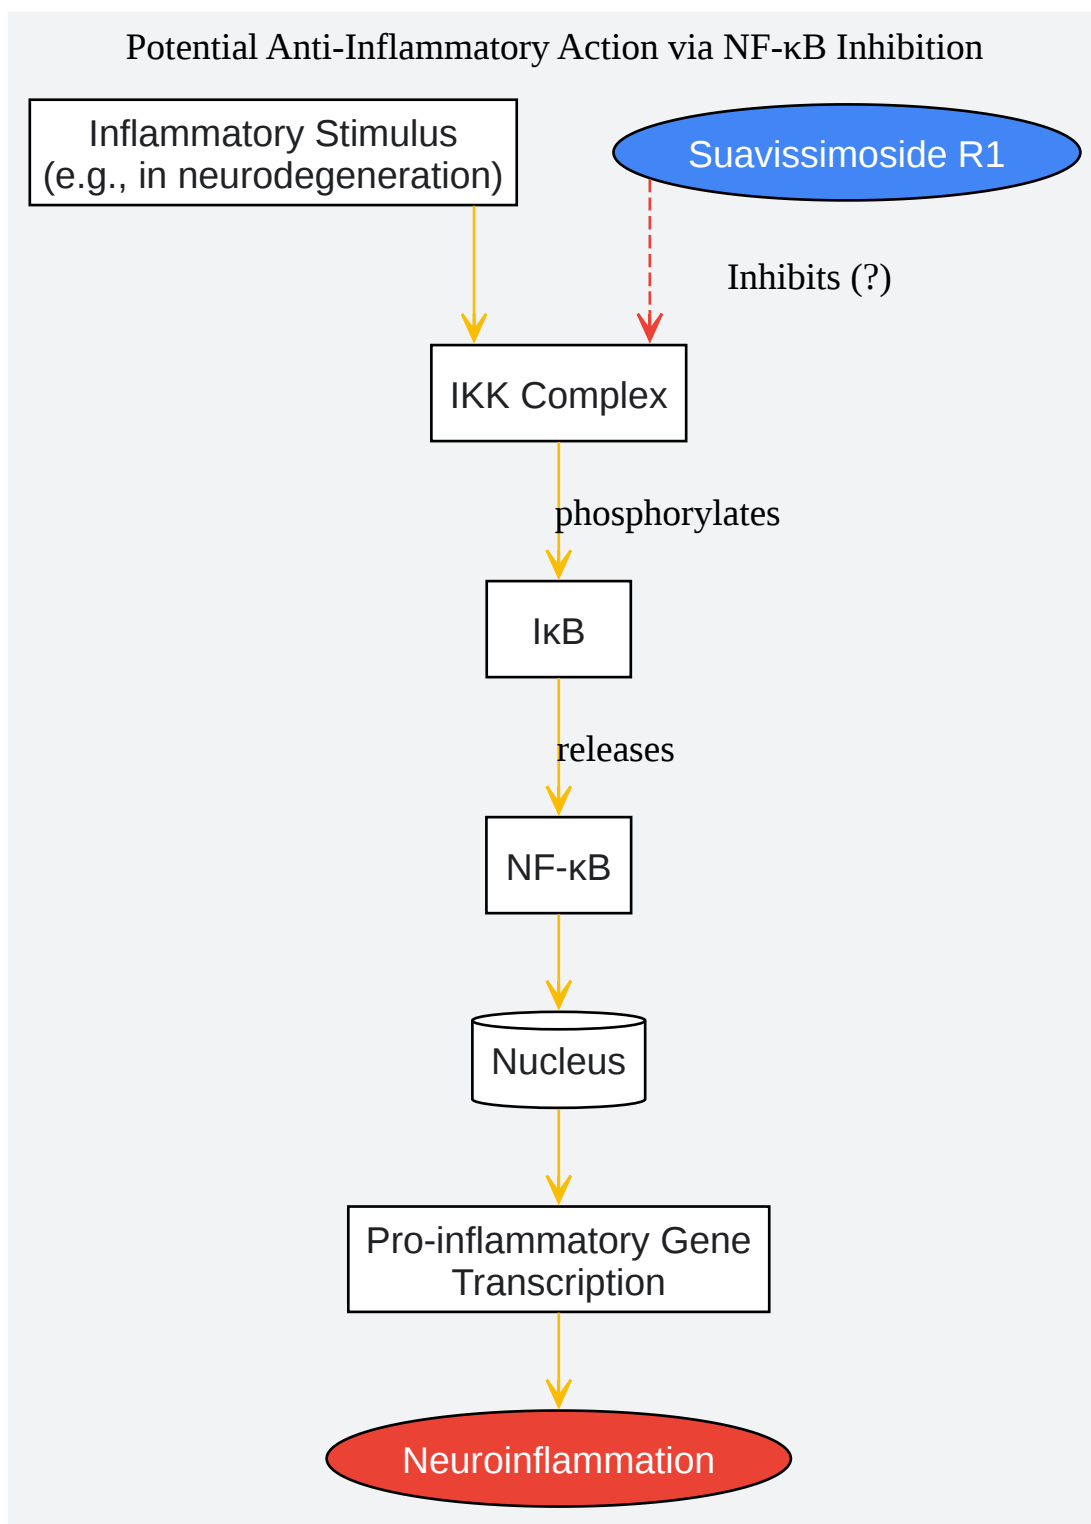 Potential Anti-Inflammatory Action via NF-κB Inhibition
Inflammatory Stimulus
(e.g., in neurodegeneration)
Suavissimoside R1
Inhibits (?)
IKK Complex
phosphorylates
IκB
releases
NF-κB
Nucleus
Pro-inflammatory Gene
Transcription
Neuroinflammation